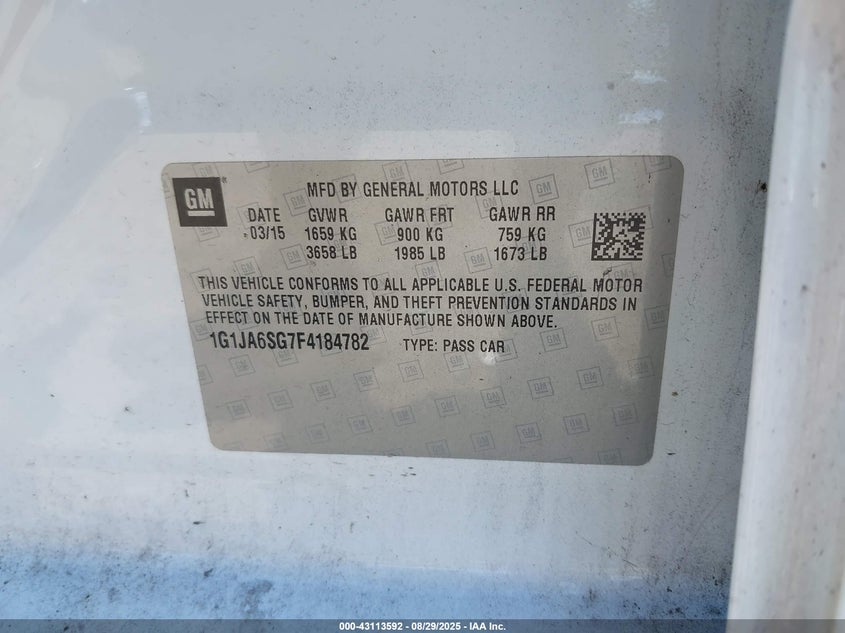 GM
MFD BY GENERAL MOTORS LLC
DATE GVWR GAWR FRT GAWR RR
03/15 1659 KG 900 KG 759 KG
3658 LB 1985 LB 1673 LB
THIS VEHICLE CONFORMS TO ALL APPLICABLE U.S. FEDERAL MOTOR
VEHICLE SAFETY, BUMPER, AND THEFT PREVENTION STANDARDS IN
EFFECT ON THE DATE OF MANUFACTURE SHOWN ABOVE.
1G1JA6SG7F4184782 TYPE: PASS CAR
000-43113592 - 08/29/2025 - IAA Inc.